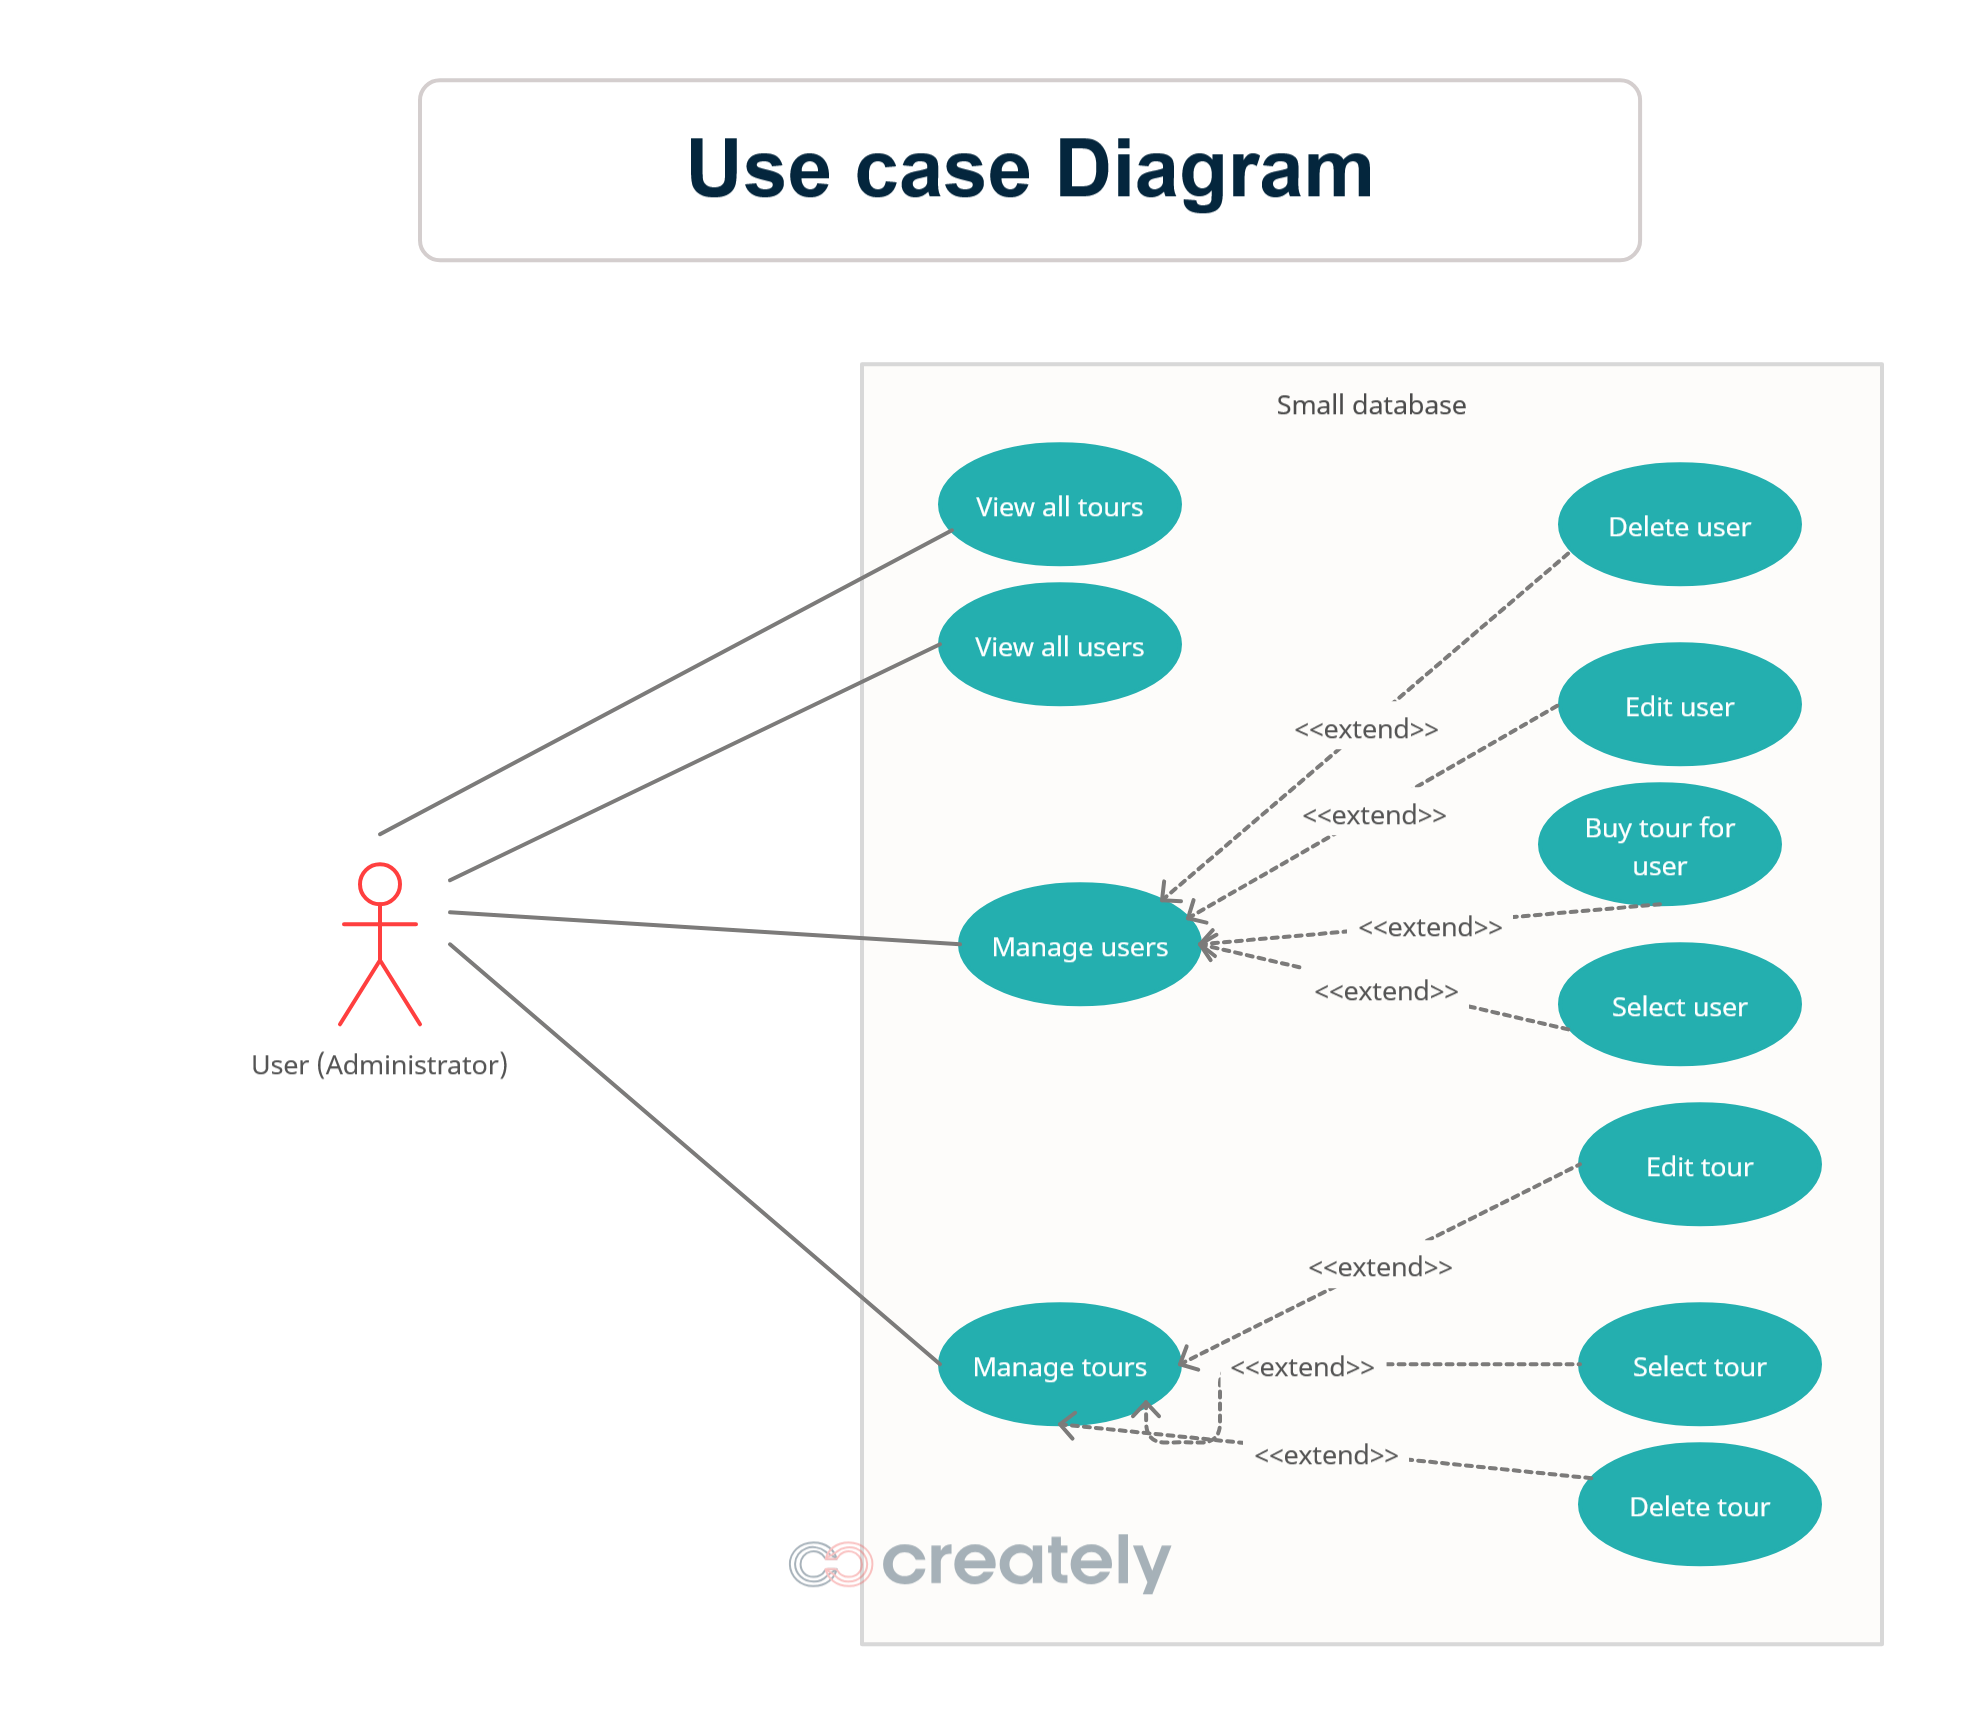 Use case Diagram
Small database
View all tours
Delete user
View all users
Edit user
<<extend>>
<<extend>>
Buy tour for
user
<<extend>>
Manage users
<<extend>>
Select user
User (Administrator)
Edit tour
<<extend>>
Manage tours
<<extend>>
Select tour
<<extend>>
Delete tour
creately